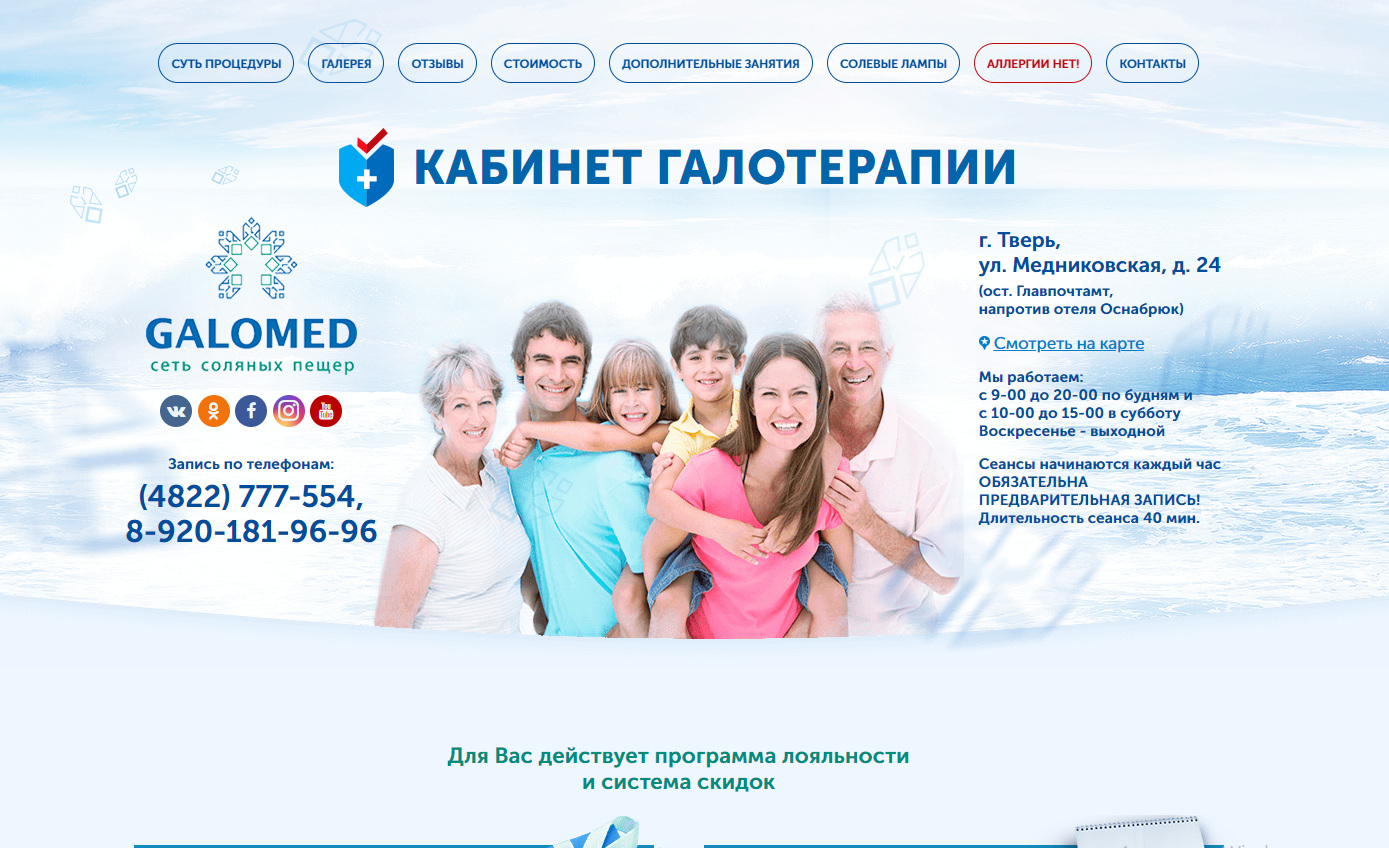 СУТЬ ПРОЦЕДУРЫ
ГАЛЕРЕЯ
ОТЗЫВЫ
СТОИМОСТЬ
ДОПОЛНИТЕЛЬНЫЕ ЗАНЯТИЯ
СОЛЕВЫЕ ЛАМПЫ
АЛЛЕРГИИ НЕТ!
КОНТАКТЫ
КАБИНЕТ ГАЛОТЕРАПИИ
GALOMED
сеть соляных пещер
You
Tube
Запись по телефонам:
(4822) 777-554,
8-920-181-96-96
г. Тверь,
ул. Медниковская, д. 24
(ост. Главпочтамт,
напротив отеля Оснабрюк)
Смотреть на карте
Мы работаем:
с 9-00 до 20-00 по будням и
с 10-00 до 15-00 в субботу
Воскресенье - выходной
Сеансы начинаются каждый час
ОБЯЗАТЕЛЬНА
ПРЕДВАРИТЕЛЬНАЯ ЗАПИСЬ!
Длительность сеанса 40 мин.
Для Вас действует программа лояльности
и система скидок